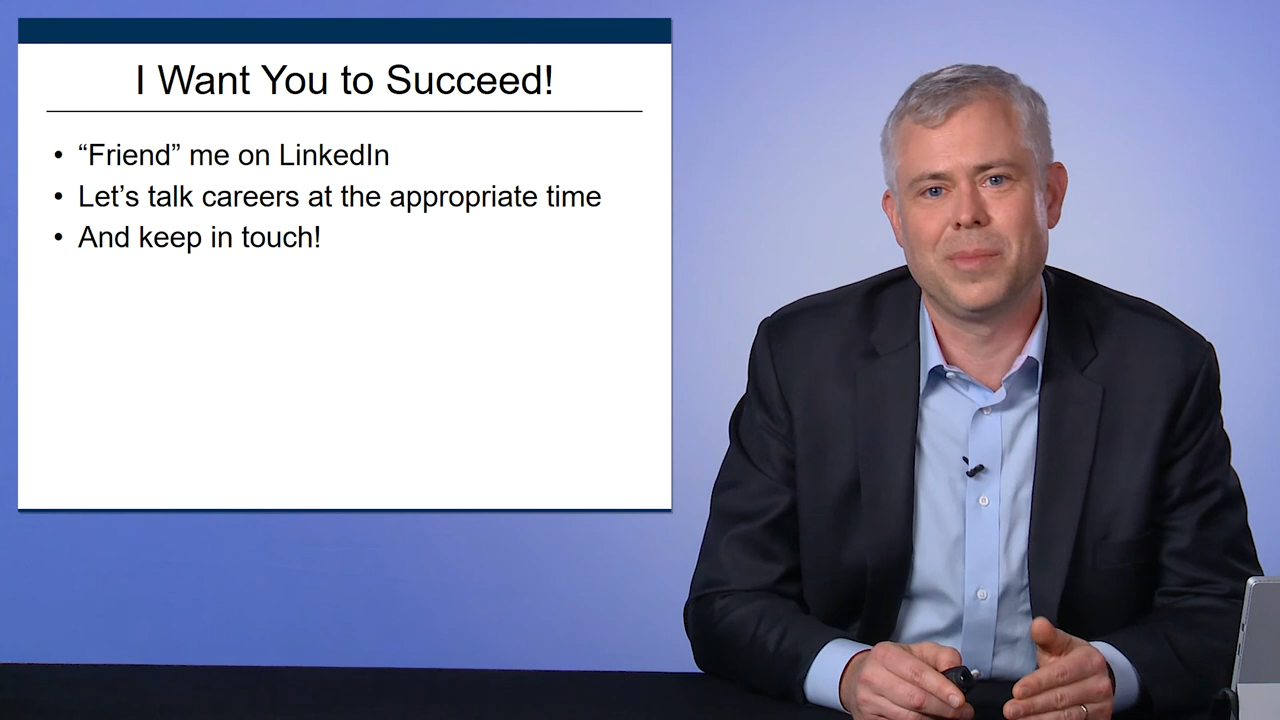 I Want You to Succeed!
• “Friend” me on LinkedIn
• Let’s talk careers at the appropriate time
• And keep in touch!